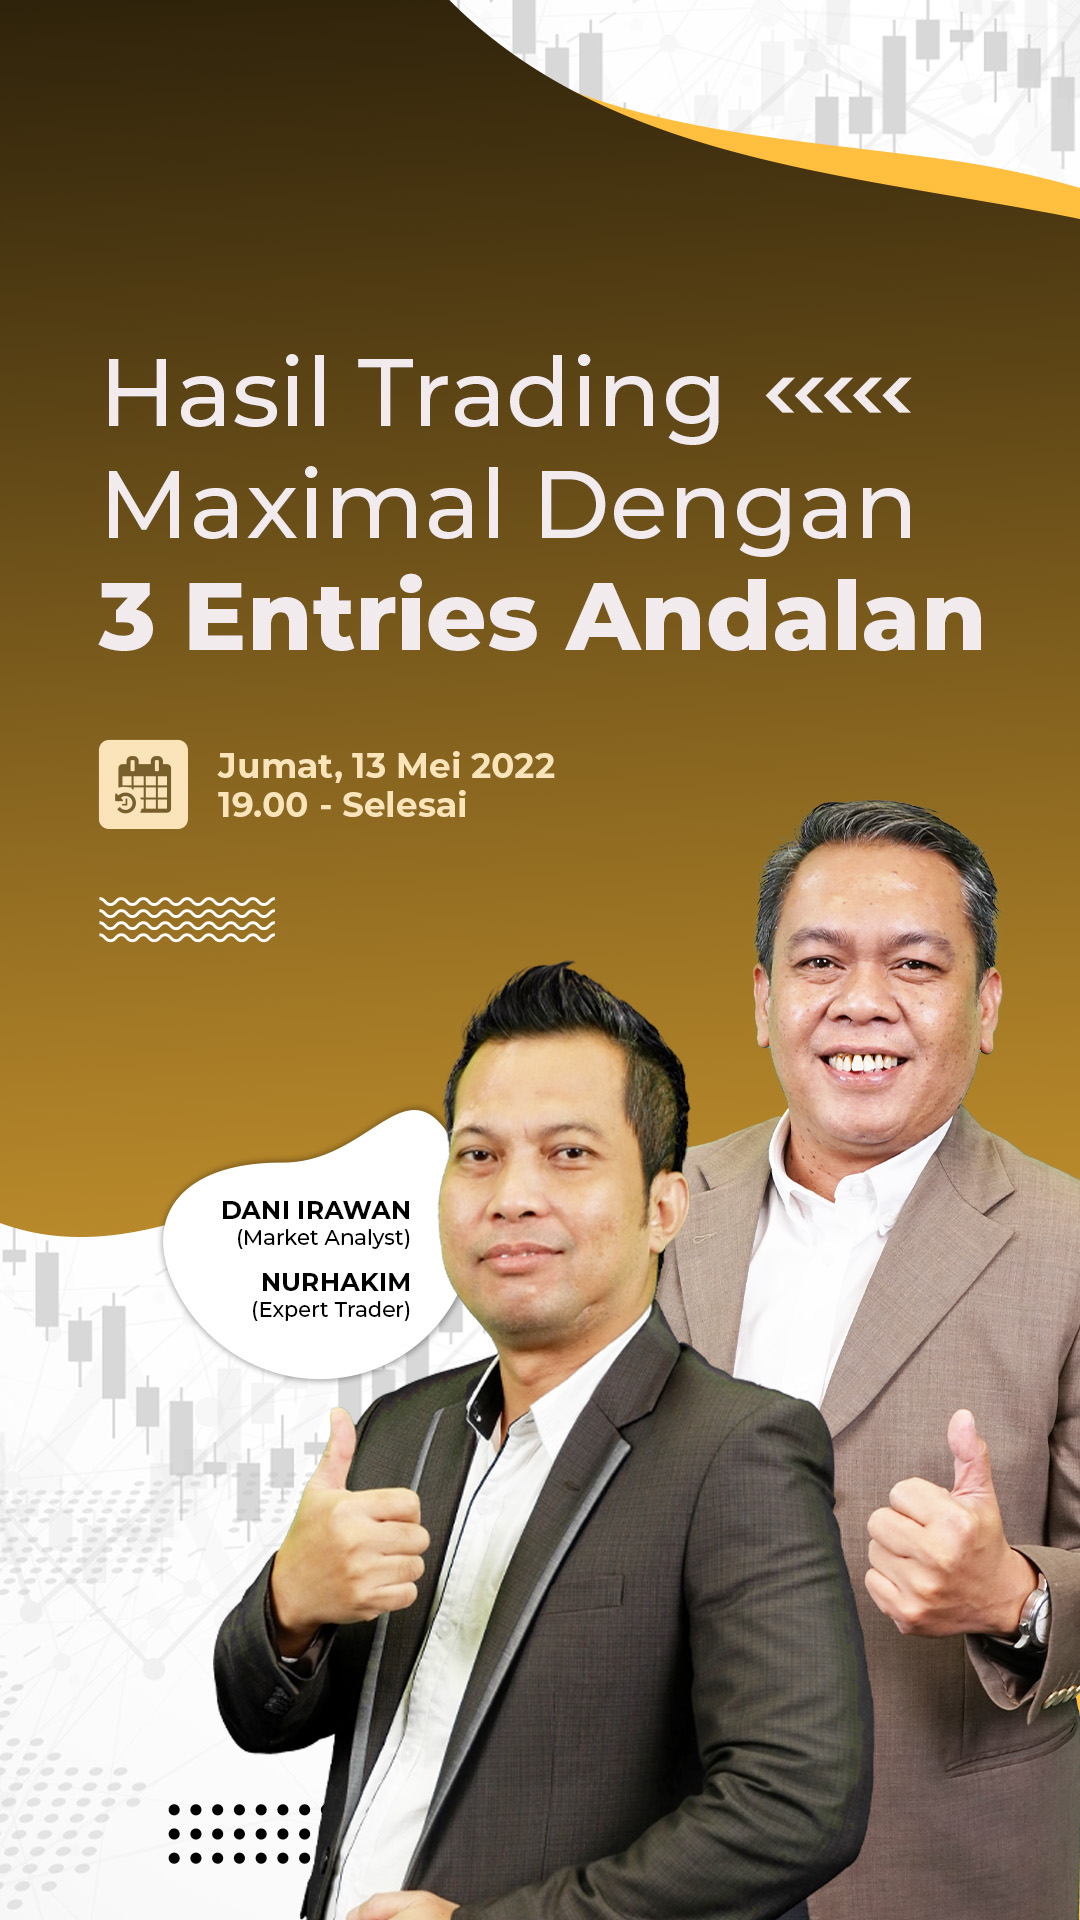 Hasil Trading
Maximal Dengan
3 Entries Andalan
Jumat, 13 Mei 2022
19.00 - Selesai
DANI IRAWAN
(Market Analyst)
NURHAKIM
(Expert Trader)